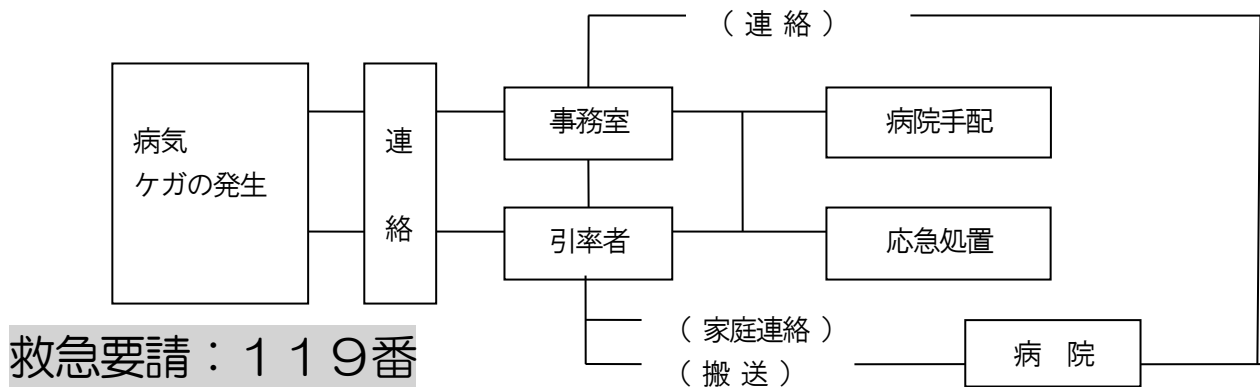 （ 連 絡 ）
病気
ケガの発生
連
絡
事務室
病院手配
引率者
応急処置
（ 家庭連絡 ）
（ 搬 送 ）
病　院
救急要請：１１９番